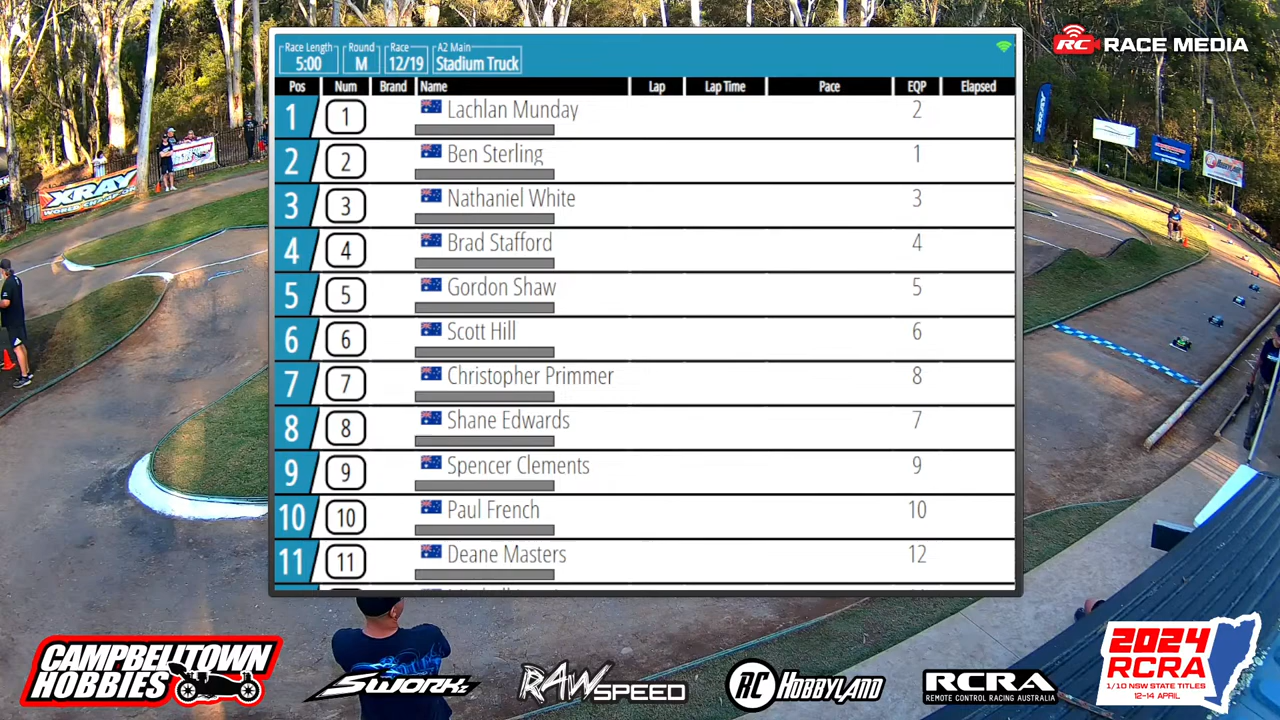 RC RACE MEDIA
Race Length 5:00
Round M
Race 12/19
A2 Main Stadium Truck
Pos Num Brand Name Lap Lap Time Pace EQP Elapsed
1 1 Lachlan Munday 2
2 2 Ben Sterling 1
3 3 Nathaniel White 3
4 4 Brad Stafford 4
5 5 Gordon Shaw 5
6 6 Scott Hill 6
7 7 Christopher Primmer 8
8 8 Shane Edwards 7
9 9 Spencer Clements 9
10 10 Paul French 10
11 11 Deane Masters 12
XRAY
CAMPBELLTOWN
HOBBIES
SWORKz
RAW SPEED
RC HOBBYLAND
RCRA
REMOTE CONTROL RACING AUSTRALIA
2024
RCRA
1/10 NSW STATE TITLES
12-14 APRIL